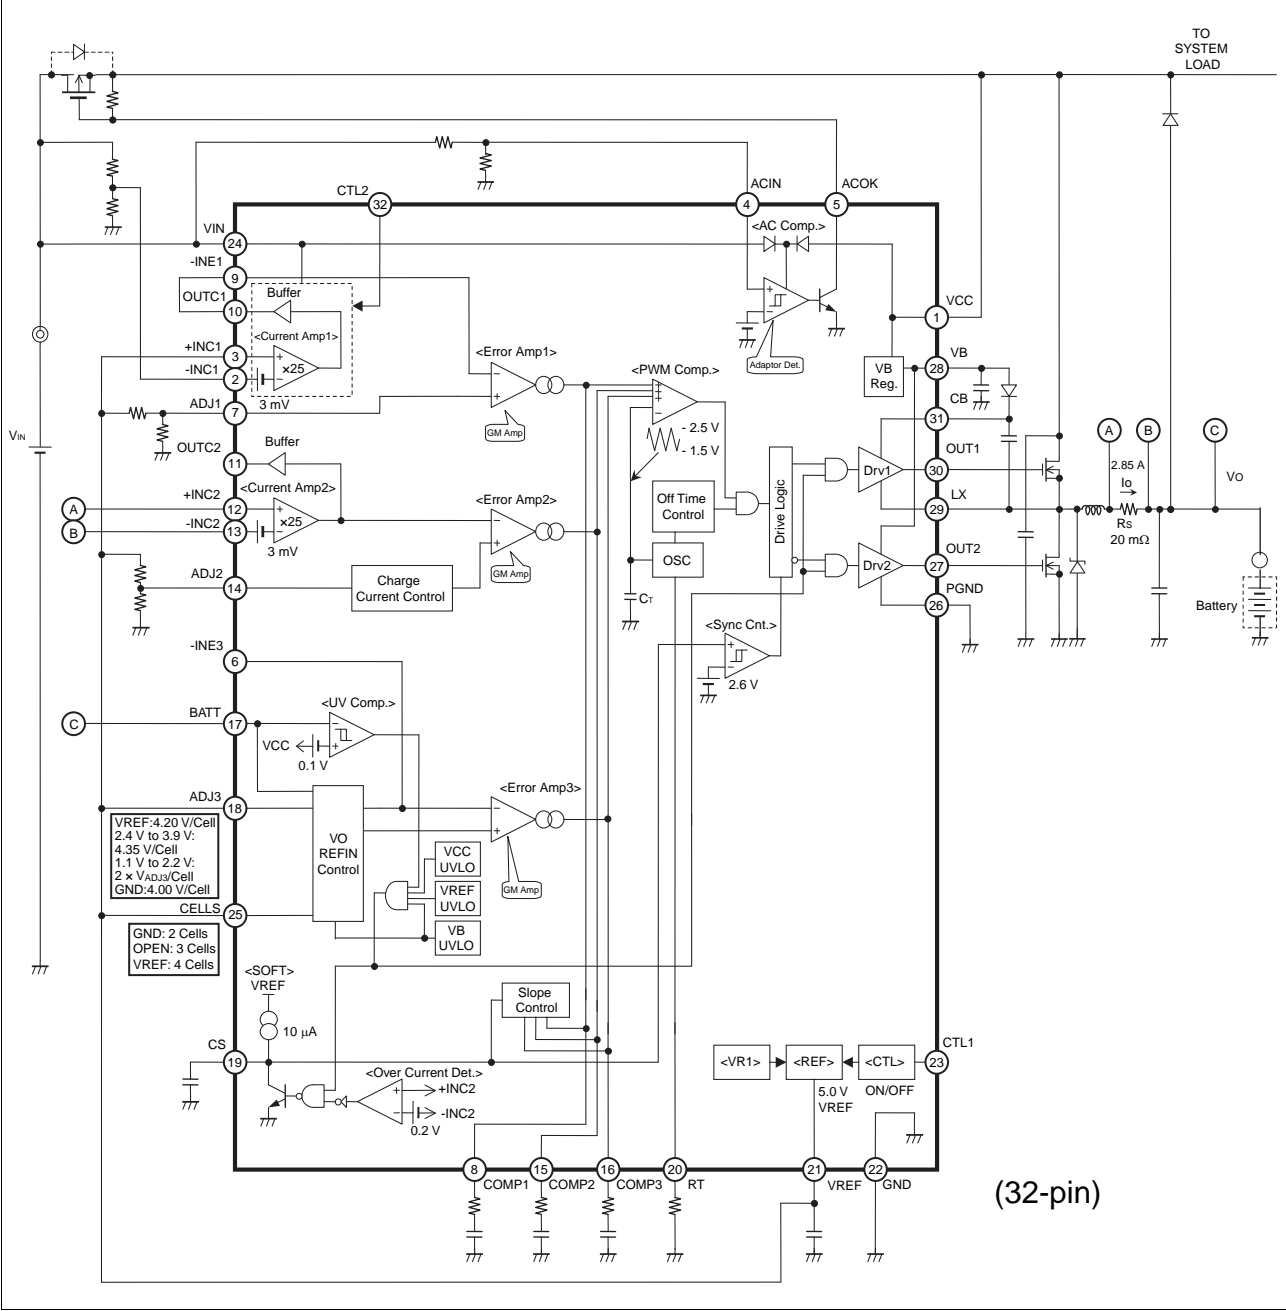 TO
SYSTEM
LOAD
CTL2
32
ACIN
4
ACOK
5
VIN
24
<AC Comp.>
-INE1
9
OUTC1
10
Buffer
VCC
1
+INC1
3
<Current Amp1>
×25
-INC1
2
3 mV
<Error Amp1>
GM Amp
<PWM Comp.>
Adaptor Det.
VB
Reg.
VB
28
CB
31
ADJ1
7
- 2.5 V
- 1.5 V
VIN
OUTC2
11
Buffer
A
B
C
OUT1
30
Drv1
2.85 A
Io
VO
+INC2
A
12
<Current Amp2>
×25
-INC2
B
13
3 mV
<Error Amp2>
GM Amp
Off Time
Control
Drive Logic
LX
29
RS
20 mΩ
OSC
OUT2
27
Drv2
ADJ2
14
Charge
Current Control
CT
PGND
26
Battery
<Sync Cnt.>
2.6 V
-INE3
6
BATT
C
17
<UV Comp.>
VCC
0.1 V
ADJ3
18
<Error Amp3>
GM Amp
VREF:4.20 V/Cell
2.4 V to 3.9 V:
4.35 V/Cell
1.1 V to 2.2 V:
2 × VADJ3/Cell
GND:4.00 V/Cell
VO
REFIN
Control
VCC
UVLO
VREF
UVLO
VB
UVLO
CELLS
25
GND: 2 Cells
OPEN: 3 Cells
VREF: 4 Cells
<SOFT>
VREF
10 μA
Slope
Control
CS
19
<Over Current Det.>
+INC2
-INC2
0.2 V
<VR1>
<REF>
<CTL>
CTL1
23
5.0 V
VREF
ON/OFF
8
COMP1
15
COMP2
16
COMP3
20
RT
21
VREF
22
GND
(32-pin)